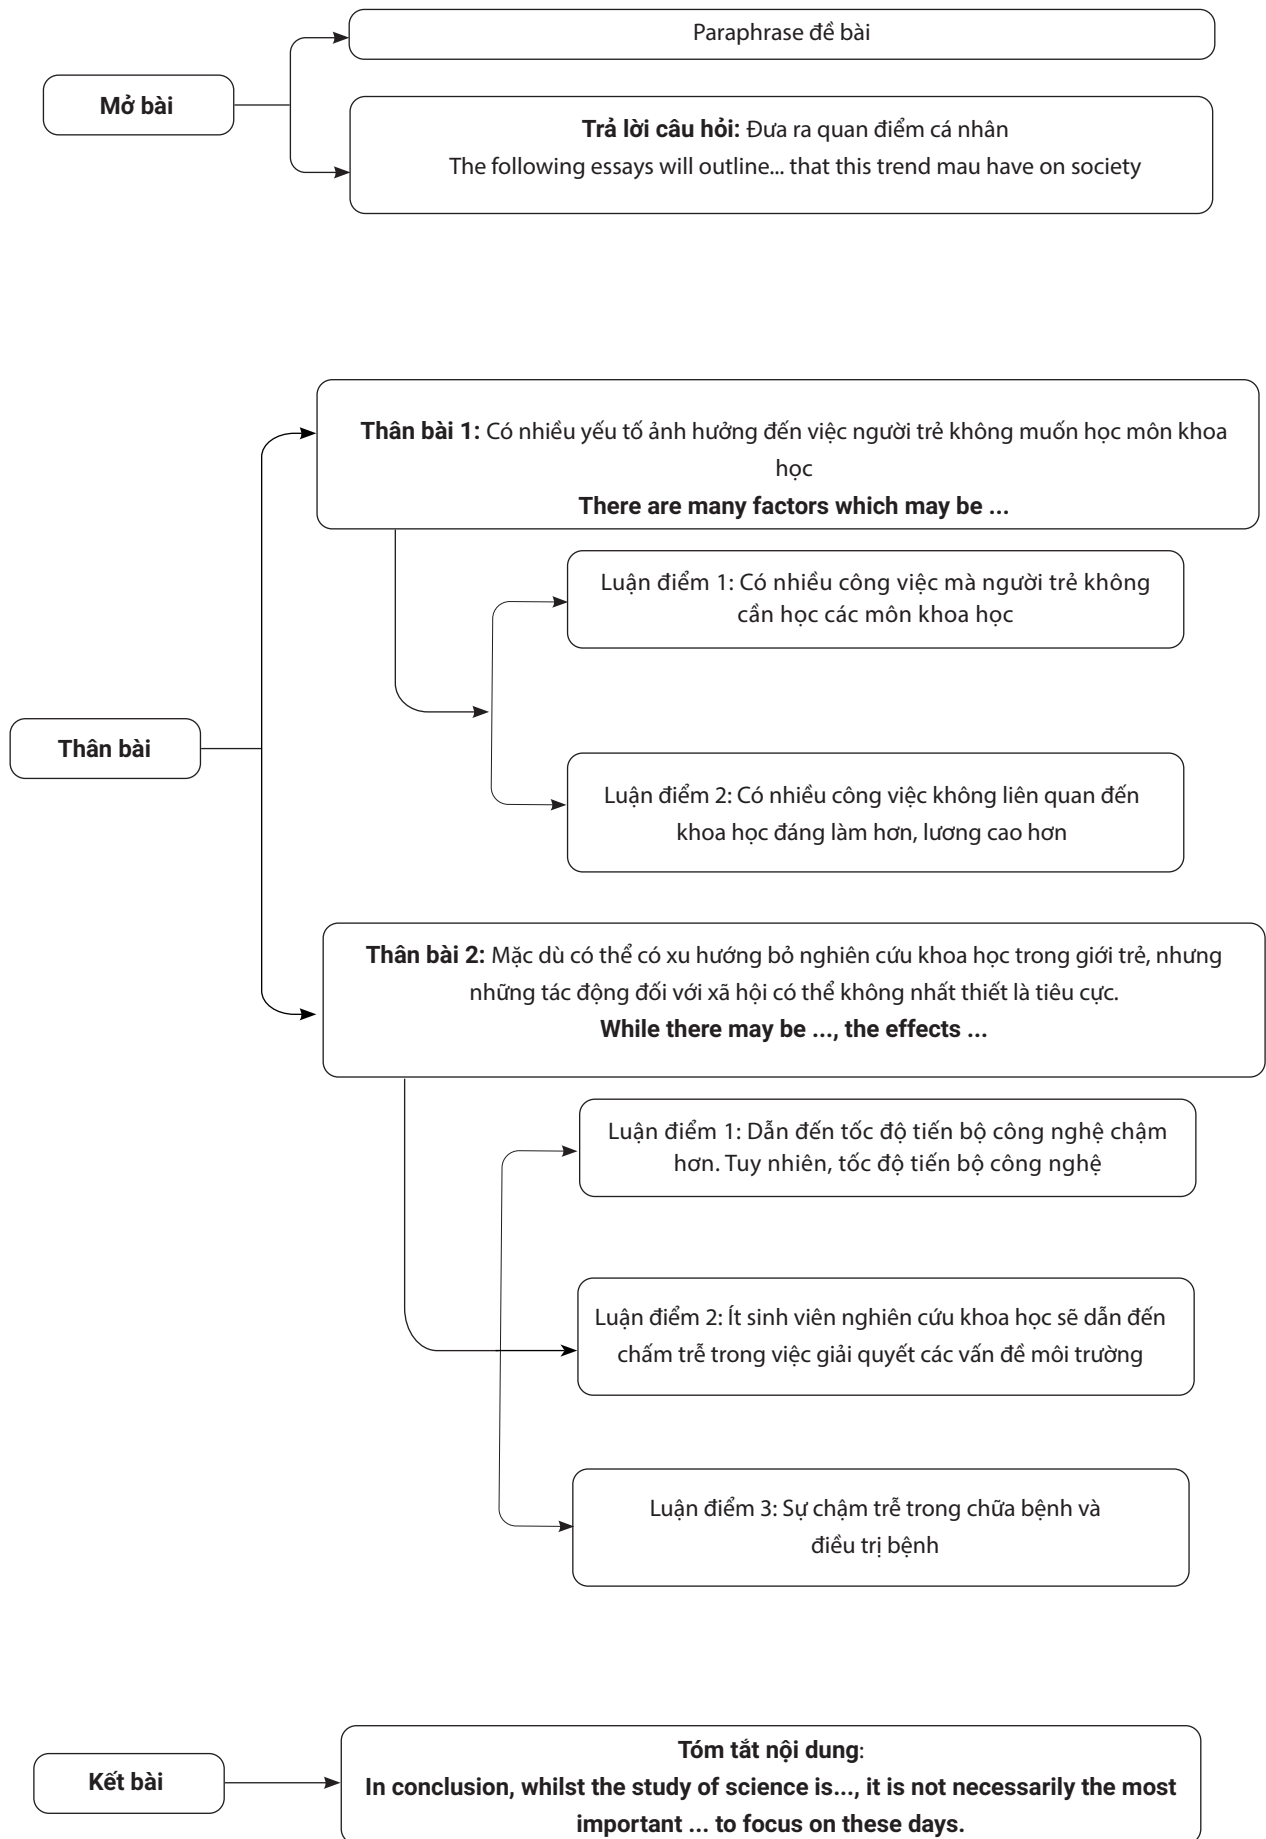 Paraphrase đề bài
Mở bài
Trả lời câu hỏi: Đưa ra quan điểm cá nhân
The following essays will outline... that this trend mau have on society
Thân bài 1: Có nhiều yếu tố ảnh hưởng đến việc người trẻ không muốn học môn khoa
học
There are many factors which may be ...
Luận điểm 1: Có nhiều công việc mà người trẻ không
cần học các môn khoa học
Thân bài
Luận điểm 2: Có nhiều công việc không liên quan đến
khoa học đáng làm hơn, lương cao hơn
Thân bài 2: Mặc dù có thể có xu hướng bỏ nghiên cứu khoa học trong giới trẻ, nhưng
những tác động đối với xã hội có thể không nhất thiết là tiêu cực.
While there may be ..., the effects ...
Luận điểm 1: Dẫn đến tốc độ tiến bộ công nghệ chậm
hơn. Tuy nhiên, tốc độ tiến bộ công nghệ
Luận điểm 2: Ít sinh viên nghiên cứu khoa học sẽ dẫn đến
chấm trễ trong việc giải quyết các vấn đề môi trường
Luận điểm 3: Sự chậm trễ trong chữa bệnh và
điều trị bệnh
Kết bài
Tóm tắt nội dung:
In conclusion, whilst the study of science is..., it is not necessarily the most
important ... to focus on these days.